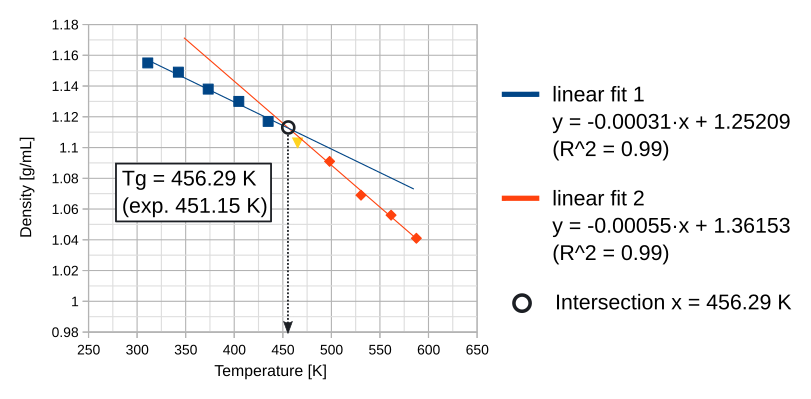 1.18
1.16
1.14
1.12
1.1
1.08
1.06
1.04
1.02
1
0.98
Density [g/mL]
Tg = 456.29 K
(exp. 451.15 K)
250 300 350 400 450 500 550 600 650
Temperature [K]
linear fit 1
y = -0.00031·x + 1.25209
(R^2 = 0.99)
linear fit 2
y = -0.00055·x + 1.36153
(R^2 = 0.99)
Intersection x = 456.29 K